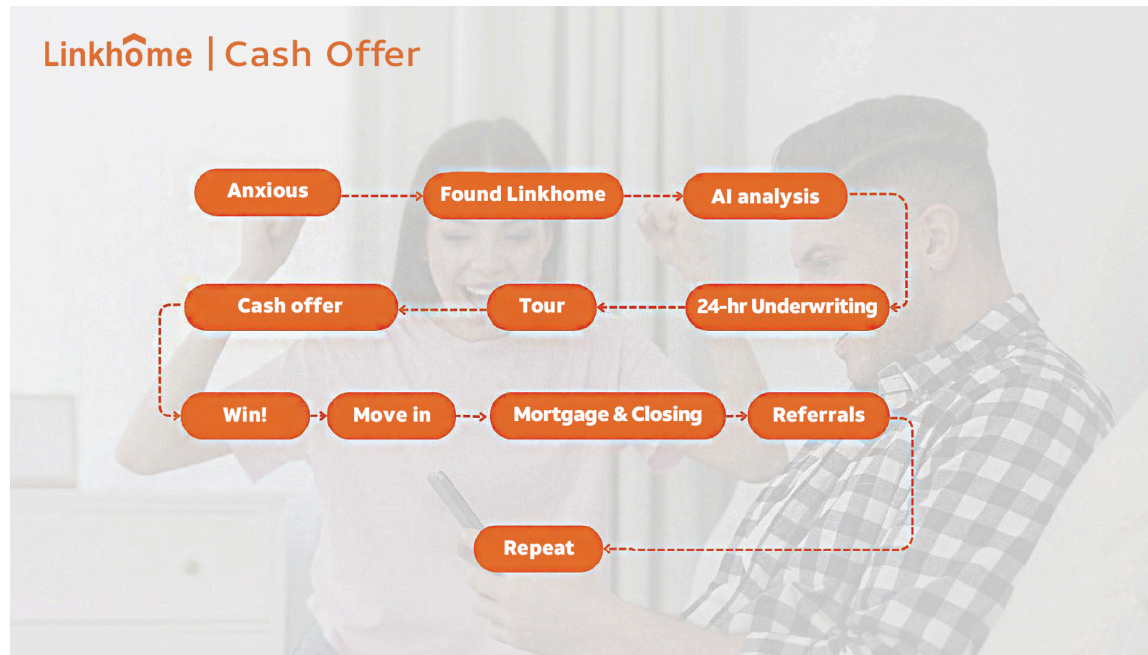 Linkhome | Cash Offer
Anxious
Found Linkhome
AI analysis
24-hr Underwriting
Tour
Cash offer
Win!
Move in
Mortgage & Closing
Referrals
Repeat